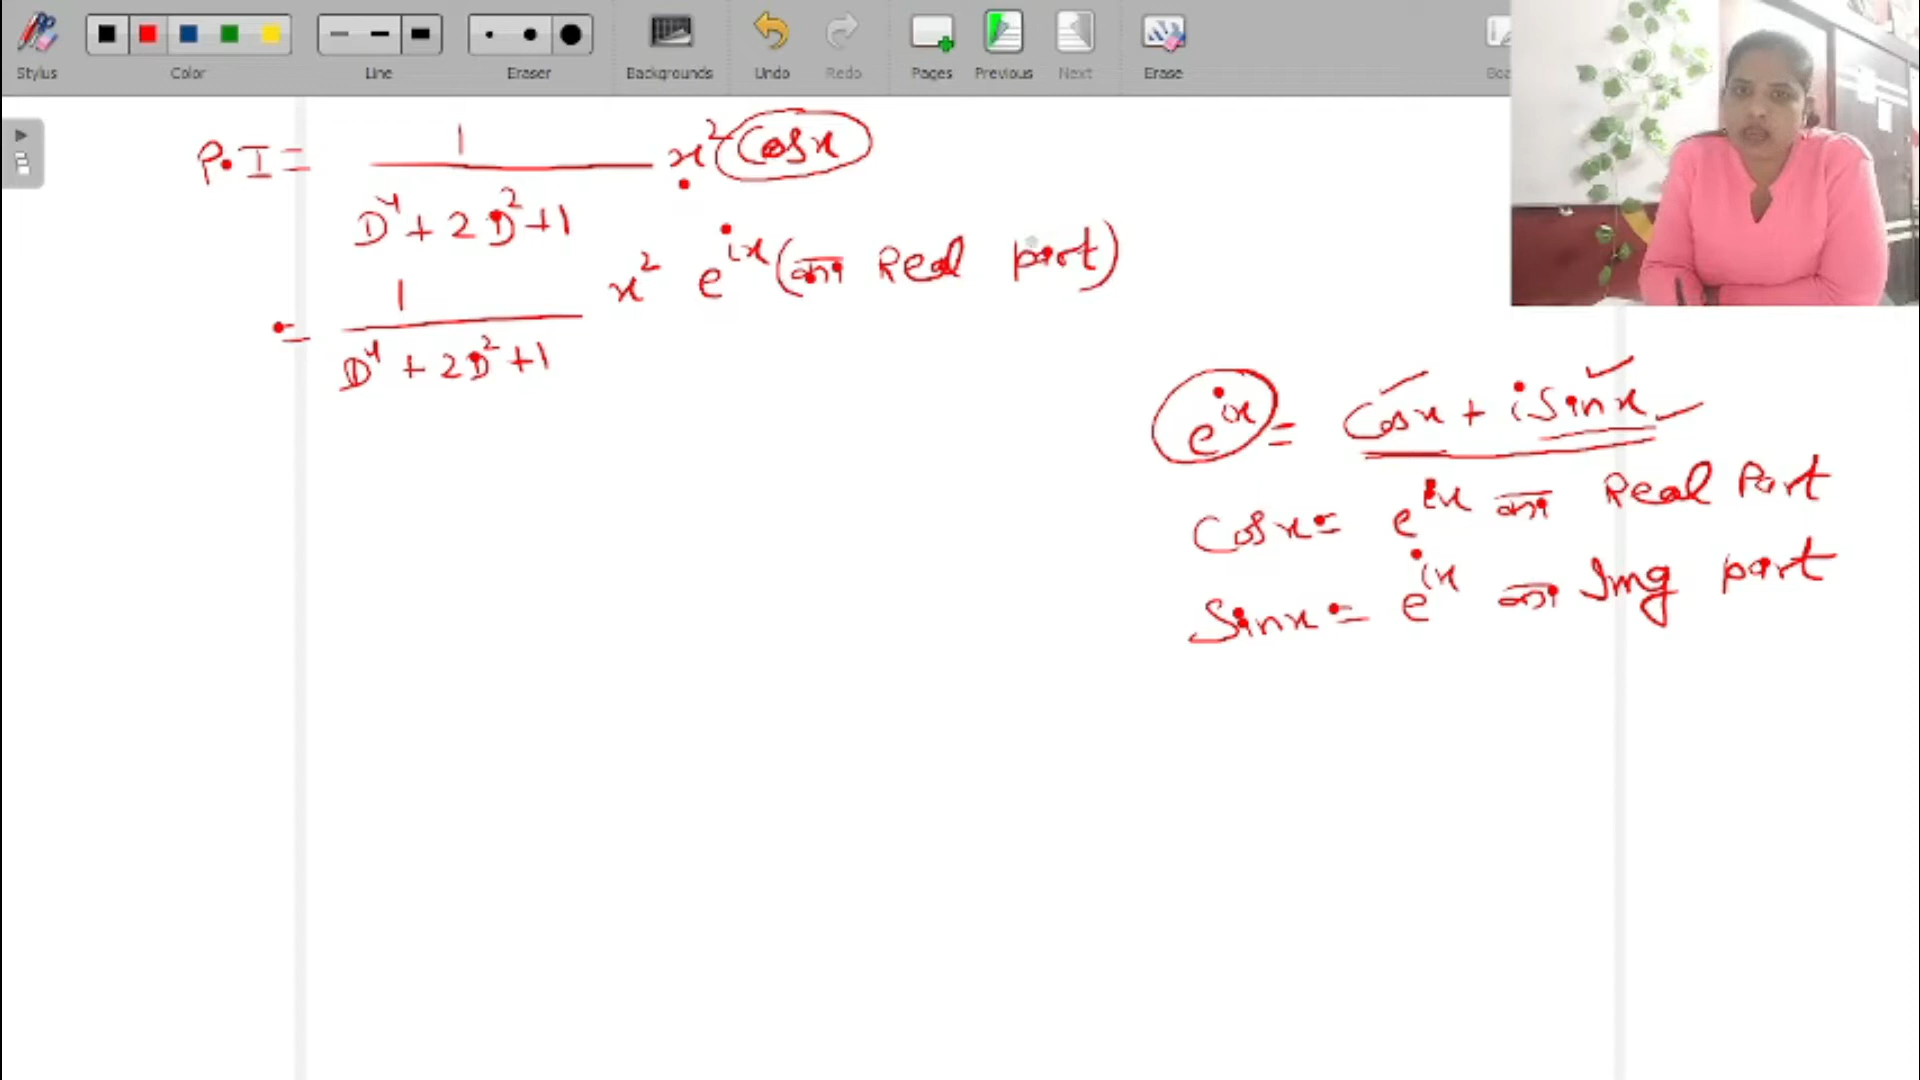 Stylus Color Line Eraser Backgrounds Undo Redo Pages Previous Next Erase
P.I = 1 / (D⁴ + 2D² + 1) x² Cosx
= 1 / (D⁴ + 2D² + 1) x² e^ix (का Real part)
e^ix = Cosx + i Sinx
Cosx = e^ix का Real Part
Sinx = e^ix का Img part